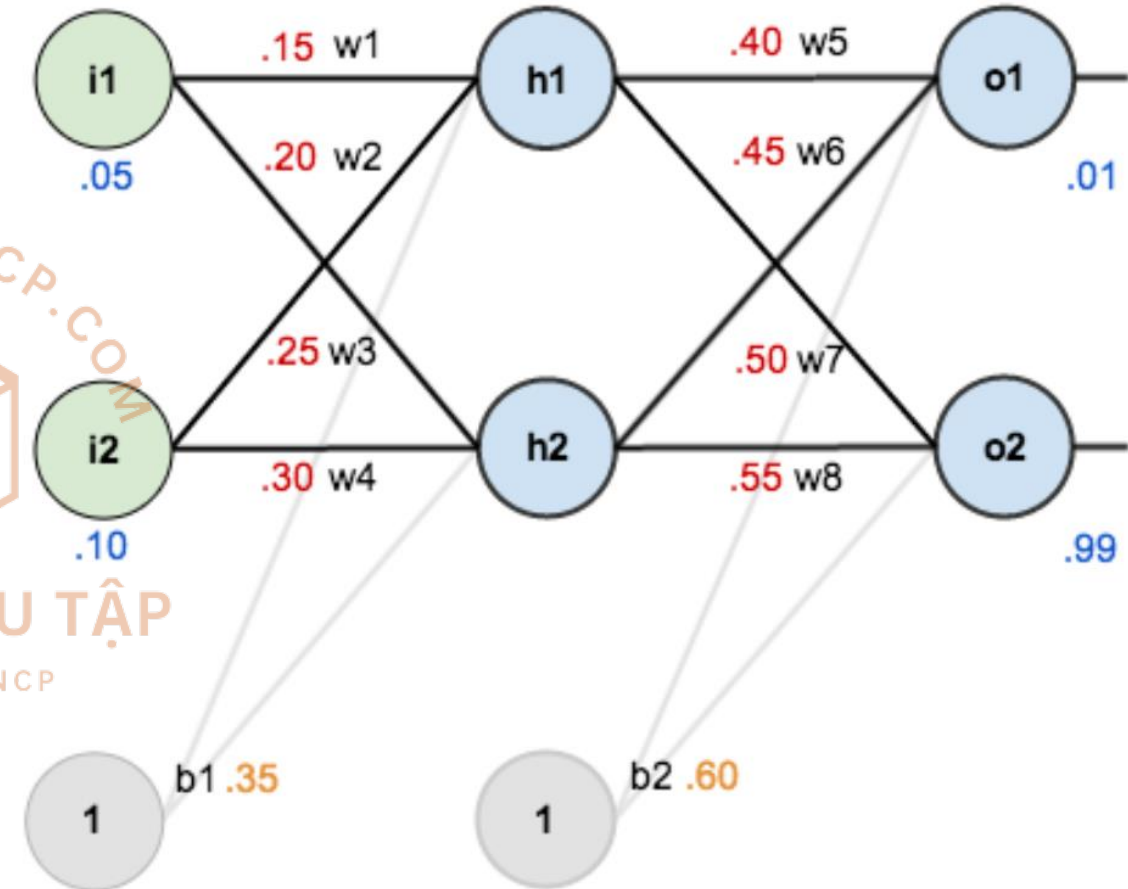 .15 w1
.40 w5
i1
h1
o1
.20 w2
.45 w6
.05
.01
CP.COM
.25 w3
.50 w7
i2
h2
o2
.30 w4
.55 w8
.10
.99
U TẬP
NCP
b1 .35
b2 .60
1
1